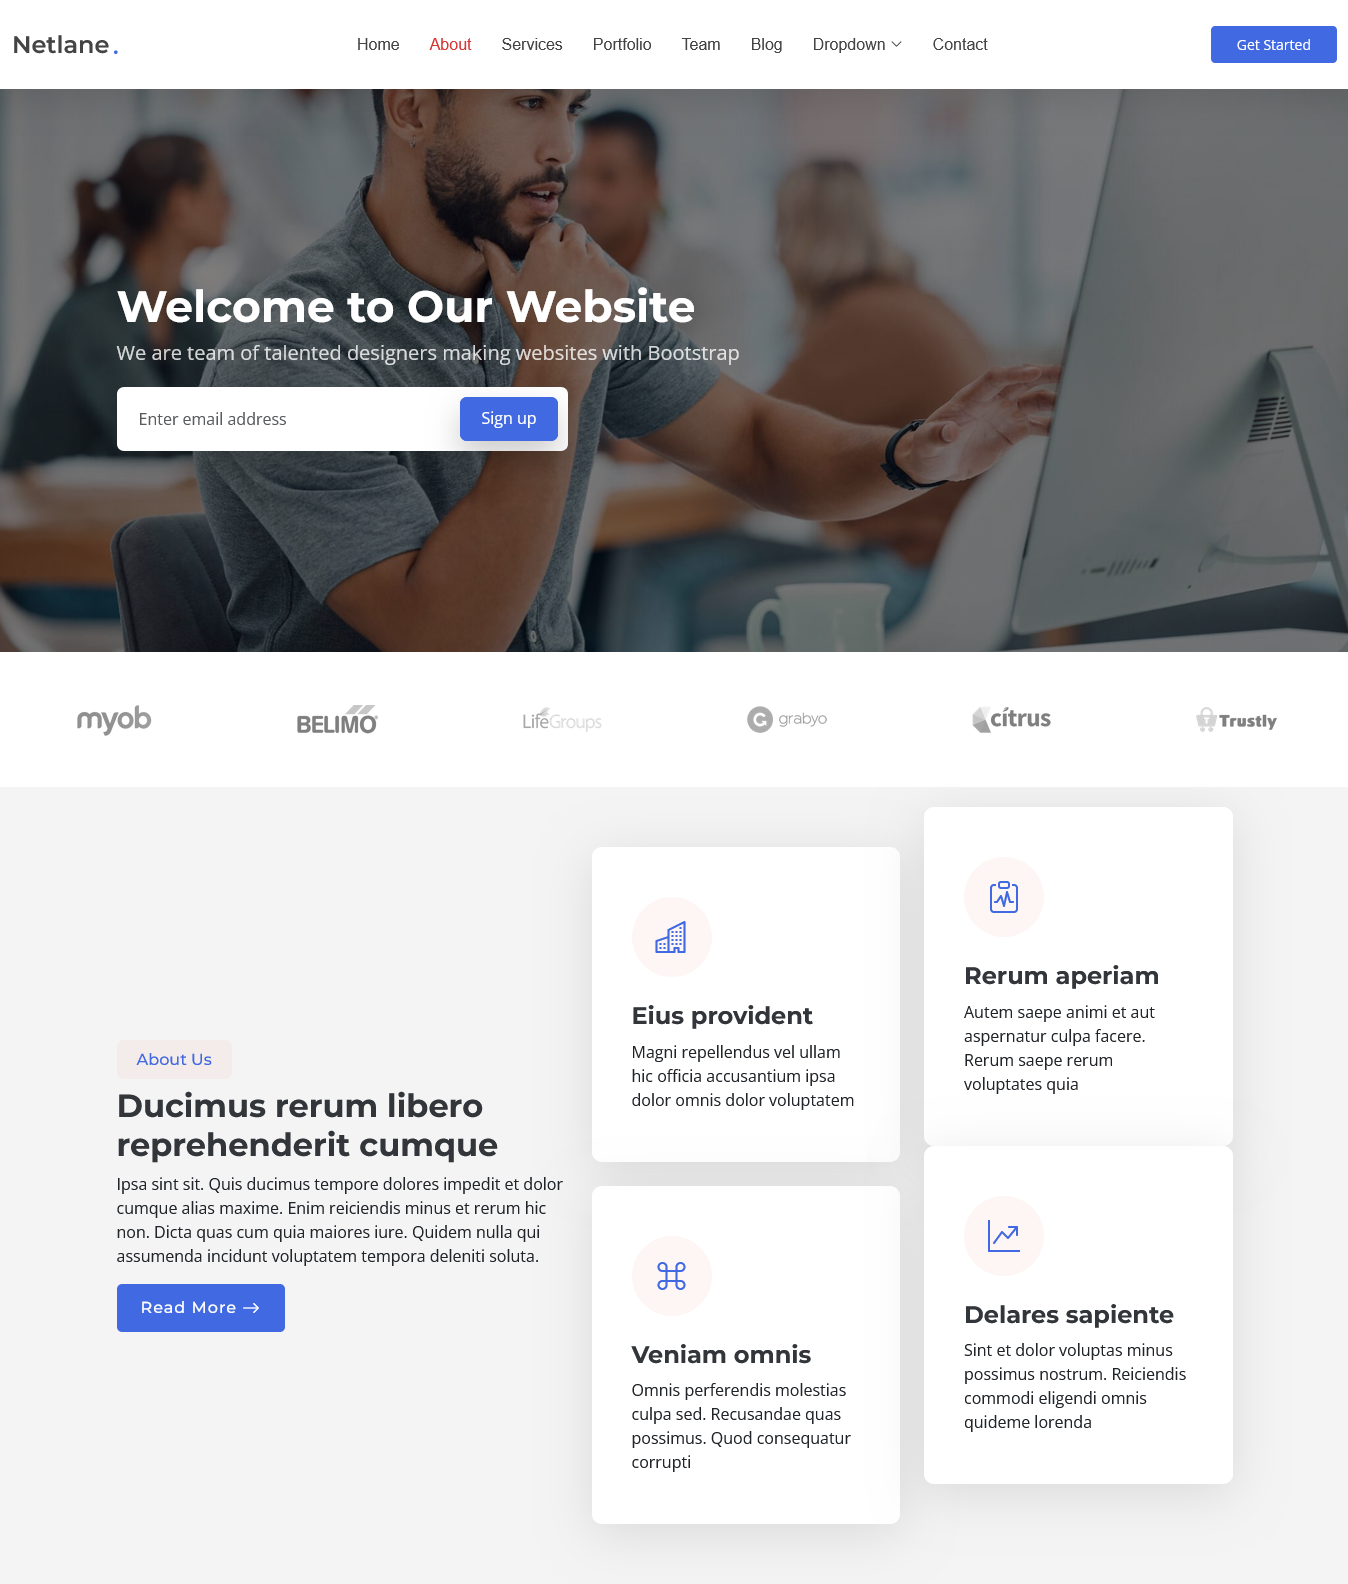 Netlane.
Home About Services Portfolio Team Blog Dropdown Contact
Get Started
Welcome to Our Website
We are team of talented designers making websites with Bootstrap
Enter email address
Sign up
myob
BELIMO
LifeGroups
G grabyo
cítrus
Trustly
About Us
Ducimus rerum libero
reprehenderit cumque
Ipsa sint sit. Quis ducimus tempore dolores impedit et dolor
cumque alias maxime. Enim reiciendis minus et rerum hic
non. Dicta quas cum quia maiores iure. Quidem nulla qui
assumenda incidunt voluptatem tempora deleniti soluta.
Read More
Eius provident
Magni repellendus vel ullam
hic officia accusantium ipsa
dolor omnis dolor voluptatem
Rerum aperiam
Autem saepe animi et aut
aspernatur culpa facere.
Rerum saepe rerum
voluptates quia
Veniam omnis
Omnis perferendis molestias
culpa sed. Recusandae quas
possimus. Quod consequatur
corrupti
Delares sapiente
Sint et dolor voluptas minus
possimus nostrum. Reiciendis
commodi eligendi omnis
quideme lorenda